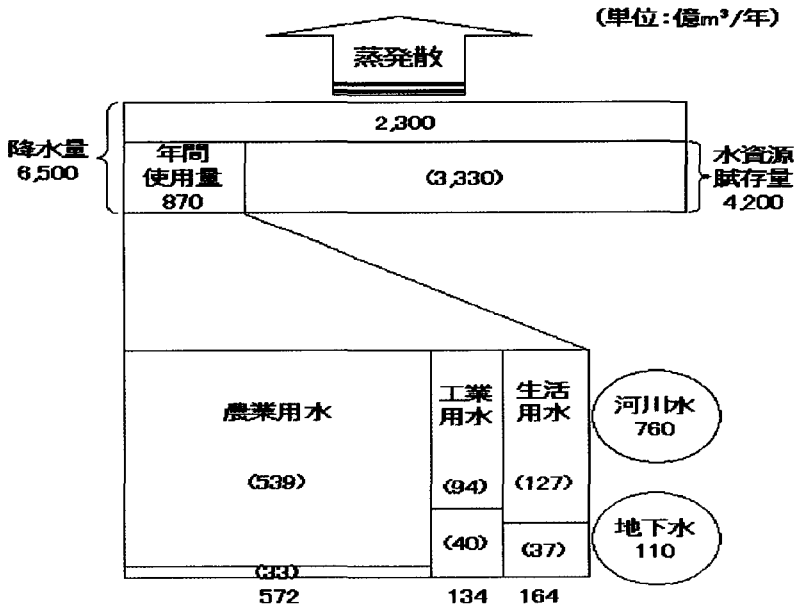 (単位：億m³/年)
蒸発散
2,300
降水量
6,500
年間
使用量
870
(3,330)
水資源
賦存量
4,200
農業用水
(539)
(33)
572
工業
用水
(94)
(40)
134
生活
用水
(127)
(37)
164
河川水
760
地下水
110